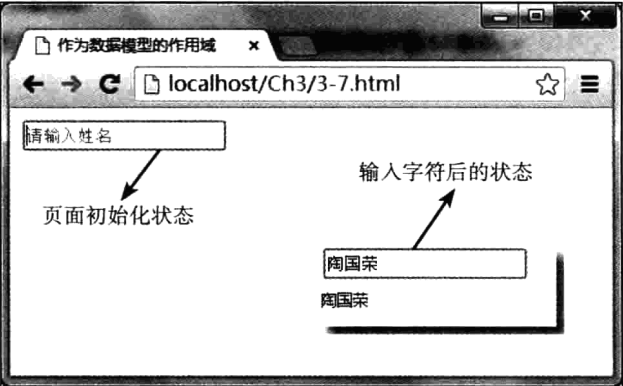 作为数据模型的作用域
localhost/Ch3/3-7.html
请输入姓名
输入字符后的状态
页面初始化状态
陶国荣
陶国荣